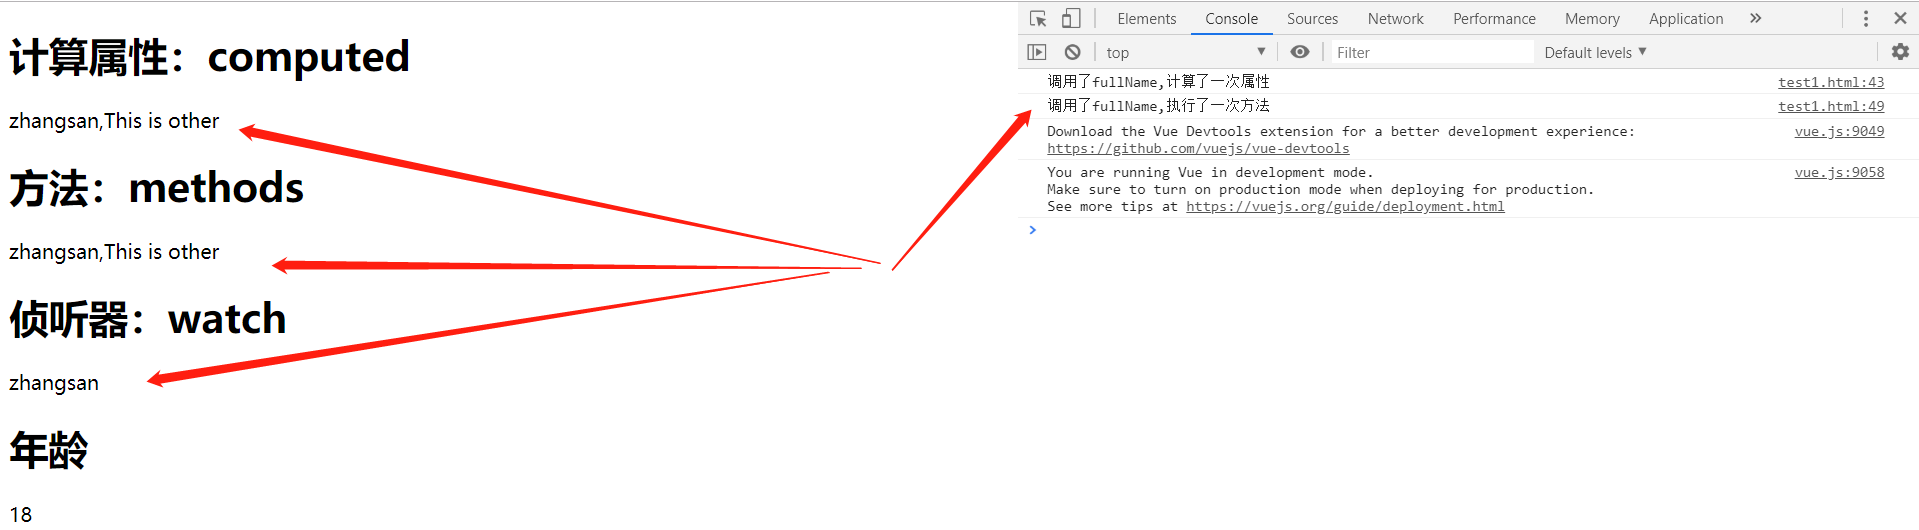 计算属性：computed
zhangsan,This is other
方法：methods
zhangsan,This is other
侦听器：watch
zhangsan
年龄
18
Elements Console Sources Network Performance Memory Application
top Filter Default levels
调用了fullName,计算了一次属性 test1.html:43
调用了fullName,执行了一次方法 test1.html:49
Download the Vue Devtools extension for a better development experience: vue.js:9049
https://github.com/vuejs/vue-devtools
You are running Vue in development mode. vue.js:9058
Make sure to turn on production mode when deploying for production.
See more tips at https://vuejs.org/guide/deployment.html